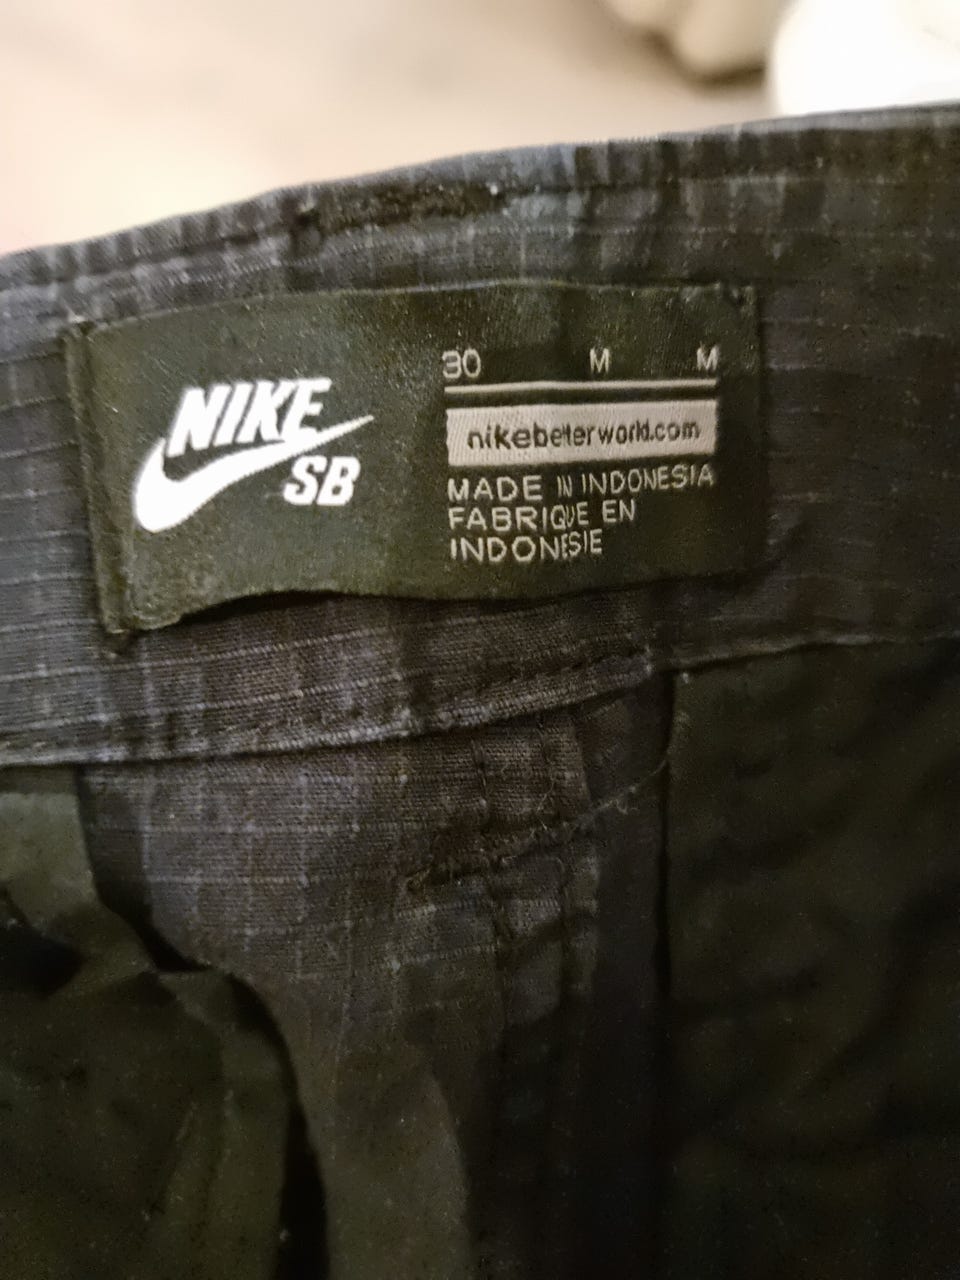 NIKE
SB
30 M M
nikebetterworld.com
MADE IN INDONESIA
FABRIQUE EN
INDONESIE